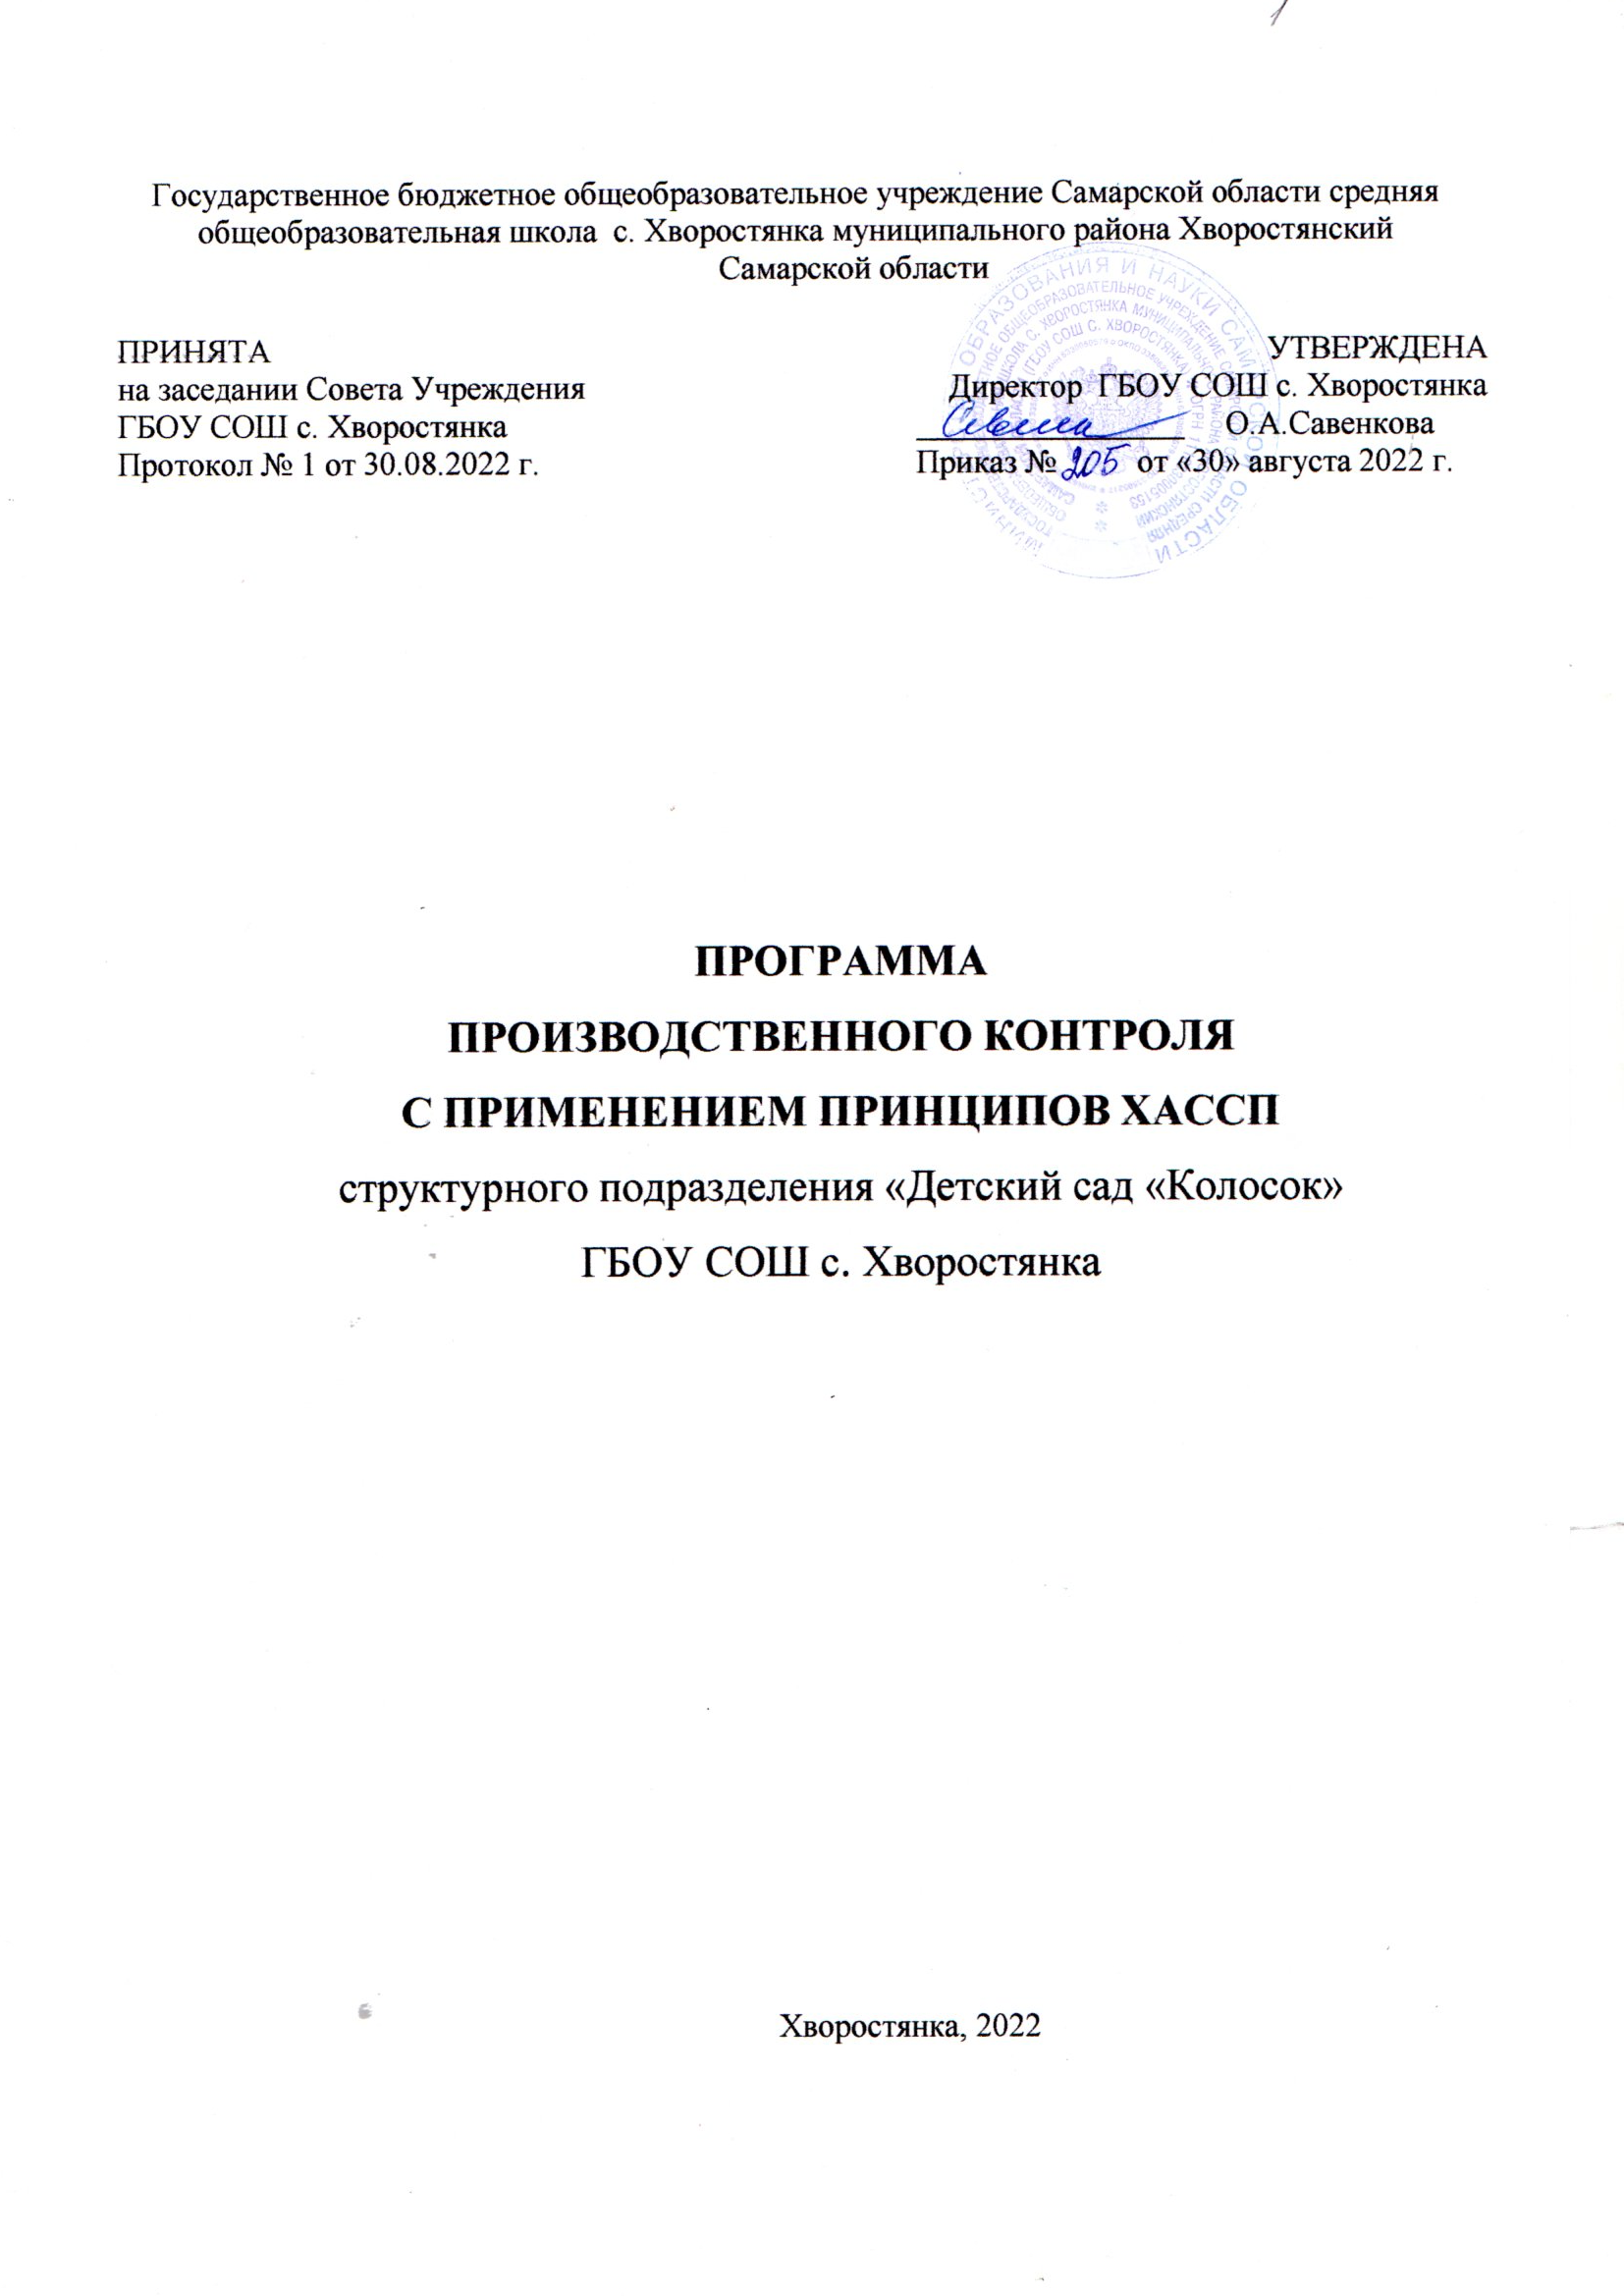 Государственное бюджетное общеобразовательное учреждение Самарской области средняя
общеобразовательная школа с. Хворостянка муниципального района Хворостянский
Самарской области
ПРИНЯТА
на заседании Совета Учреждения
ГБОУ СОШ с. Хворостянка
Протокол № 1 от 30.08.2022 г.
УТВЕРЖДЕНА
Директор ГБОУ СОШ с. Хворостянка
О.А.Савенкова
Приказ № 205 от «30» августа 2022 г.
ПРОГРАММА
ПРОИЗВОДСТВЕННОГО КОНТРОЛЯ
С ПРИМЕНЕНИЕМ ПРИНЦИПОВ ХАССП
структурного подразделения «Детский сад «Колосок»
ГБОУ СОШ с. Хворостянка
Хворостянка, 2022